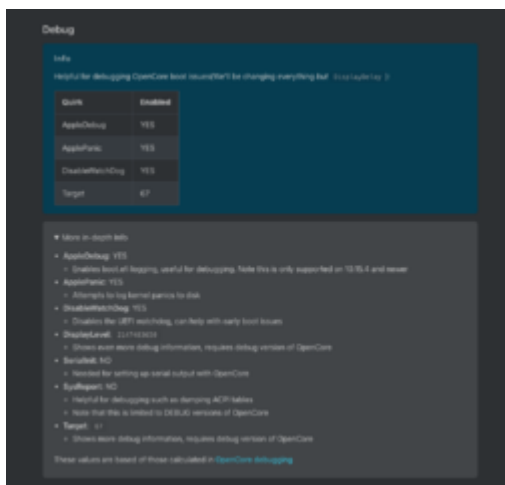 Debug
Info
Helpful for debugging OpenCore boot issues(We'll be changing everything but DisplayDelay ):
Quirk Enabled
AppleDebug YES
ApplePanic YES
DisableWatchDog YES
Target 67
▼ More in-depth Info
• AppleDebug: YES
◦ Enables boot.efi logging, useful for debugging. Note this is only supported on 10.15.4 and newer
• ApplePanic: YES
◦ Attempts to log kernel panics to disk
• DisableWatchDog: YES
◦ Disables the UEFI watchdog, can help with early boot issues
• DisplayLevel: 2147483650
◦ Shows even more debug information, requires debug version of OpenCore
• SerialInit: NO
◦ Needed for setting up serial output with OpenCore
• SysReport: NO
◦ Helpful for debugging such as dumping ACPI tables
◦ Note that this is limited to DEBUG versions of OpenCore
• Target: 67
◦ Shows more debug information, requires debug version of OpenCore
These values are based of those calculated in OpenCore debugging